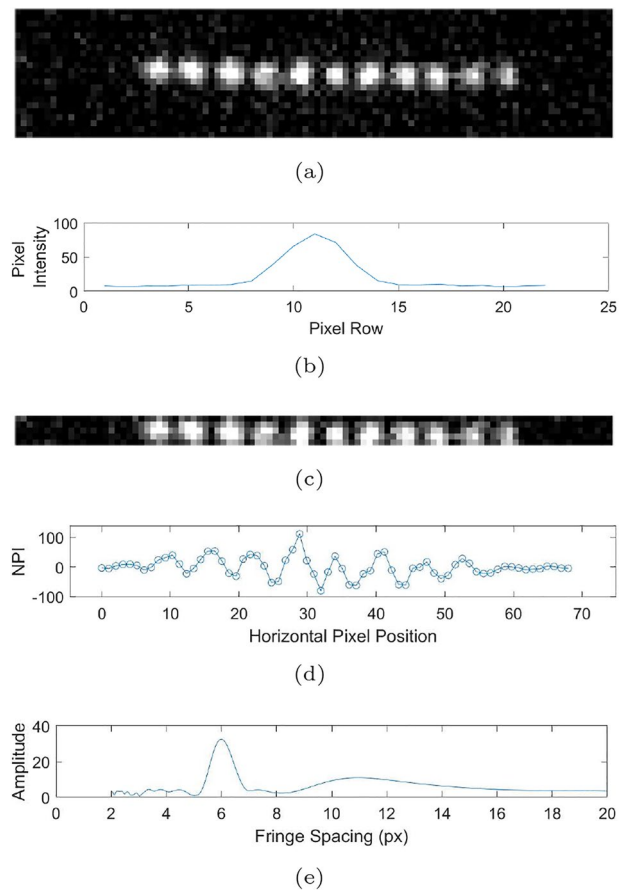 (a)
100
50
0
Pixel
Intensity
0 5 10 15 20 25
Pixel Row
(b)
(c)
100
0
-100
NPI
0 10 20 30 40 50 60 70
Horizontal Pixel Position
(d)
40
20
0
Amplitude
0 2 4 6 8 10 12 14 16 18 20
Fringe Spacing (px)
(e)